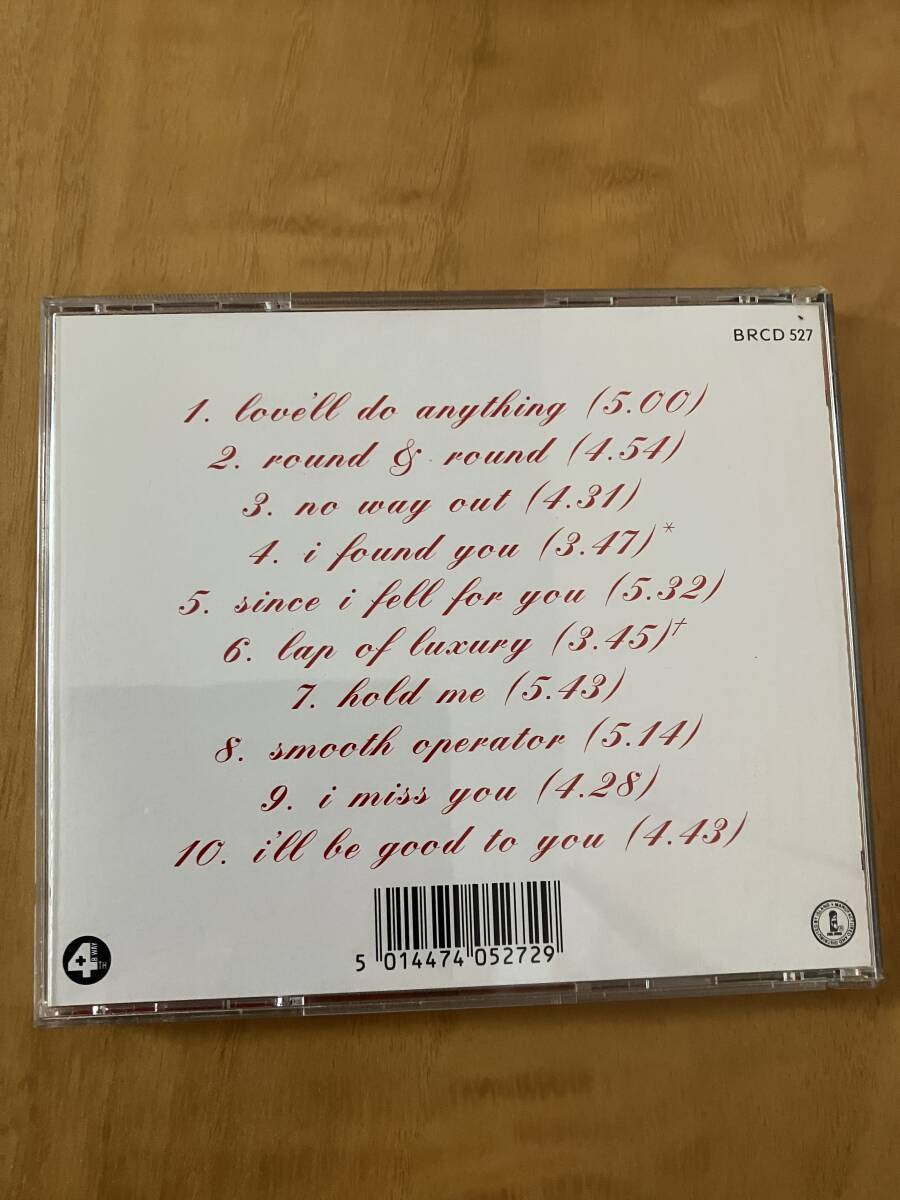 BRCD 527
1. love'll do anything (5.00)
2. round & round (4.54)
3. no way out (4.31)
4. i found you (3.47)*
5. since i fell for you (5.32)
6. lap of luxury (3.45)†
7. hold me (5.43)
8. smooth operator (5.14)
9. i miss you (4.28)
10. i'll be good to you (4.43)
5 014474 052729
4 TH B'WAY